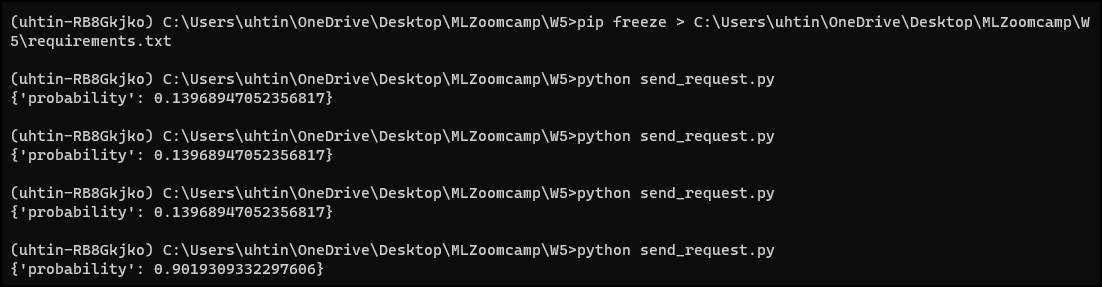 (uhtin-RB8Gkjko) C:\Users\uhtin\OneDrive\Desktop\MLZoomcamp\W5>pip freeze > C:\Users\uhtin\OneDrive\Desktop\MLZoomcamp\W
5\requirements.txt
(uhtin-RB8Gkjko) C:\Users\uhtin\OneDrive\Desktop\MLZoomcamp\W5>python send_request.py
{'probability': 0.13968947052356817}
(uhtin-RB8Gkjko) C:\Users\uhtin\OneDrive\Desktop\MLZoomcamp\W5>python send_request.py
{'probability': 0.13968947052356817}
(uhtin-RB8Gkjko) C:\Users\uhtin\OneDrive\Desktop\MLZoomcamp\W5>python send_request.py
{'probability': 0.13968947052356817}
(uhtin-RB8Gkjko) C:\Users\uhtin\OneDrive\Desktop\MLZoomcamp\W5>python send_request.py
{'probability': 0.9019309332297606}